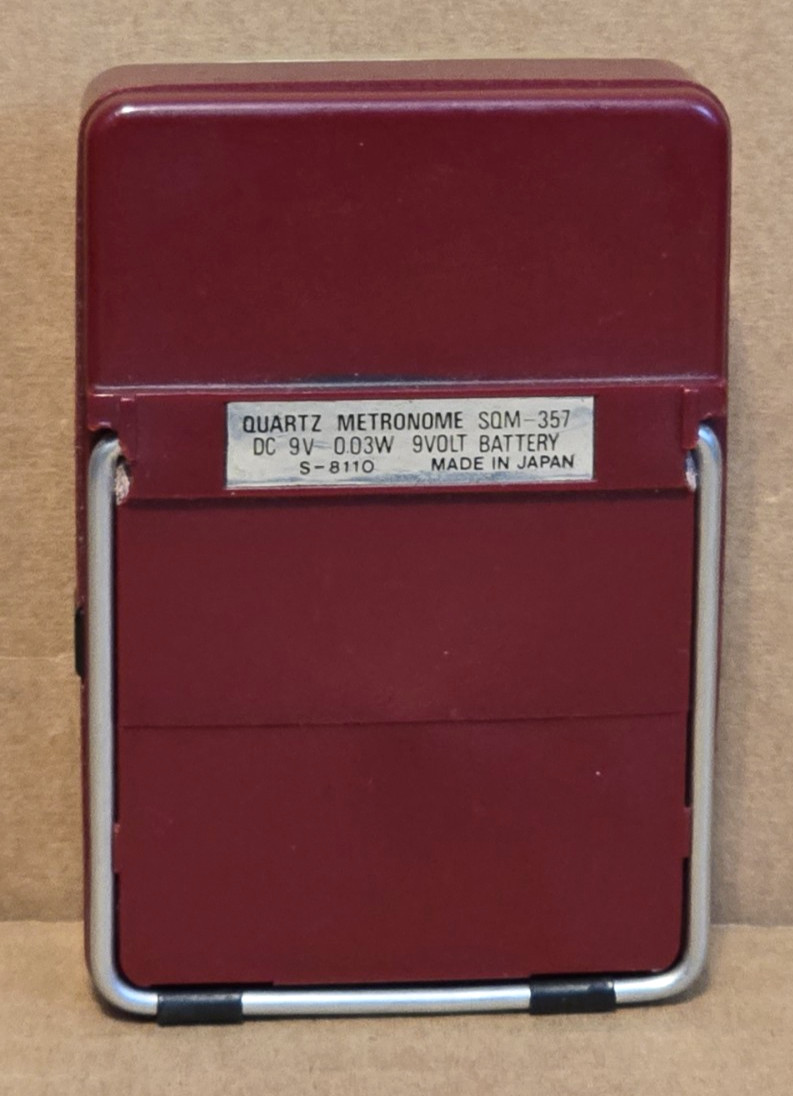 QUARTZ METRONOME SQM-357
DC 9V 0.03W 9VOLT BATTERY
S-8110 MADE IN JAPAN